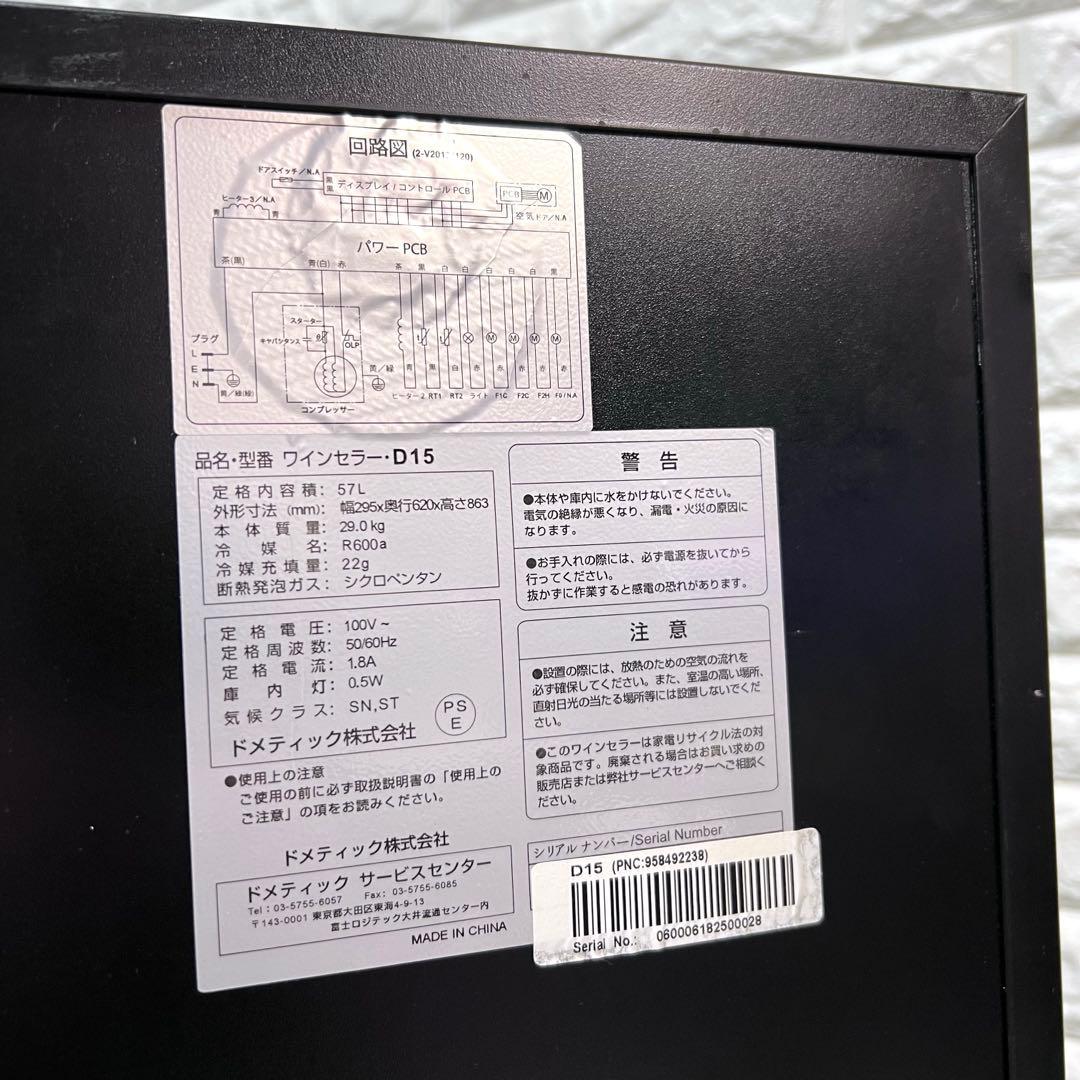 回路図
ドアスイッチ/N.A
黒
黒
ディスプレイ/コントロールPCB
PCB
M
空気ドア/N.A
ヒーター3/N.A
青
青
パワーPCB
茶(黒)
青(白)
赤
茶 黒 白 白 白 白 白 黒
スターター
キャパシタンス
OLP
プラグ
L
E
N
黄/緑(緑)
黄/緑
コンプレッサー
M M M M
青 黒 白 赤 赤 赤 赤 赤
ヒーター2 RT1 RT2 ライト F1C F2C F2H F0/N.A
品名・型番 ワインセラー・D15
定格内容積: 57L
外形寸法(mm): 幅295x奥行620x高さ863
本体質量: 29.0kg
冷媒名: R600a
冷媒充填量: 22g
断熱発泡ガス: シクロペンタン
定格電圧: 100V~
定格周波数: 50/60Hz
定格電流: 1.8A
庫内灯: 0.5W
気候クラス: SN,ST
PS
E
ドメティック株式会社
●使用上の注意
ご使用の前に必ず取扱説明書の「使用上の
ご注意」の項をお読みください。
ドメティック株式会社
ドメティック サービスセンター
Tel : 03-5755-6057 Fax: 03-5755-6085
〒143-0001 東京都大田区東海4-9-13
富士ロジテック大井流通センター内
MADE IN CHINA
警告
●本体や庫内に水をかけないでください。
電気の絶縁が悪くなり、漏電・火災の原因に
なります。
●お手入れの際には、必ず電源を抜いてから
行ってください。
抜かずに作業すると感電の恐れがあります。
注意
●設置の際には、放熱のための空気の流れを
必ず確保してください。また、室温の高い場所、
直射日光の当たる場所等には設置しないでくだ
さい。
●このワインセラーは家電リサイクル法の対
象商品です。廃棄される場合はお買い求めの
販売店または弊社サービスセンターへご相談く
ださい。
シリアル ナンバー/Serial Number
D15 (PNC:958492238)
Serial No.: 060006182500028